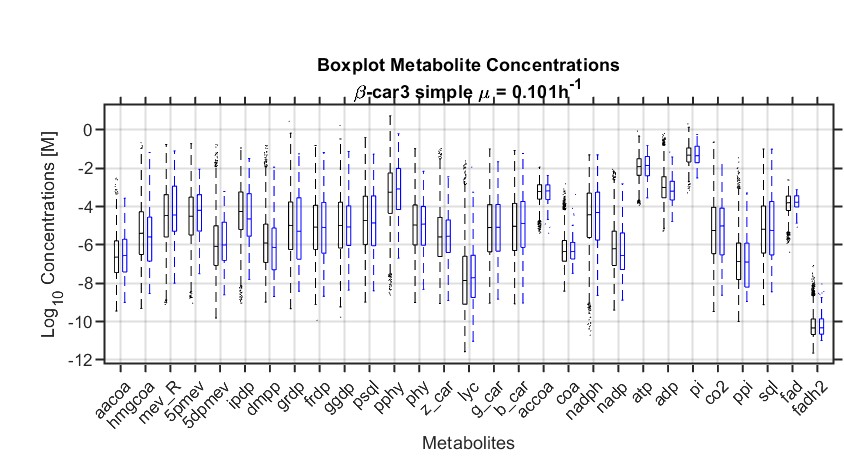 Boxplot Metabolite Concentrations
β-car3 simple μ = 0.101h⁻¹
Log₁₀ Concentrations [M]
0
-2
-4
-6
-8
-10
-12
aacoa
hmgcoa
mev_R
5pmev
5dpmev
ipdp
dmpp
grdp
frdp
ggdp
psql
pphy
phy
z_car
lyc
g_car
b_car
accoa
coa
nadph
nadp
atp
adp
pi
co2
ppi
sql
fad
fadh2
Metabolites